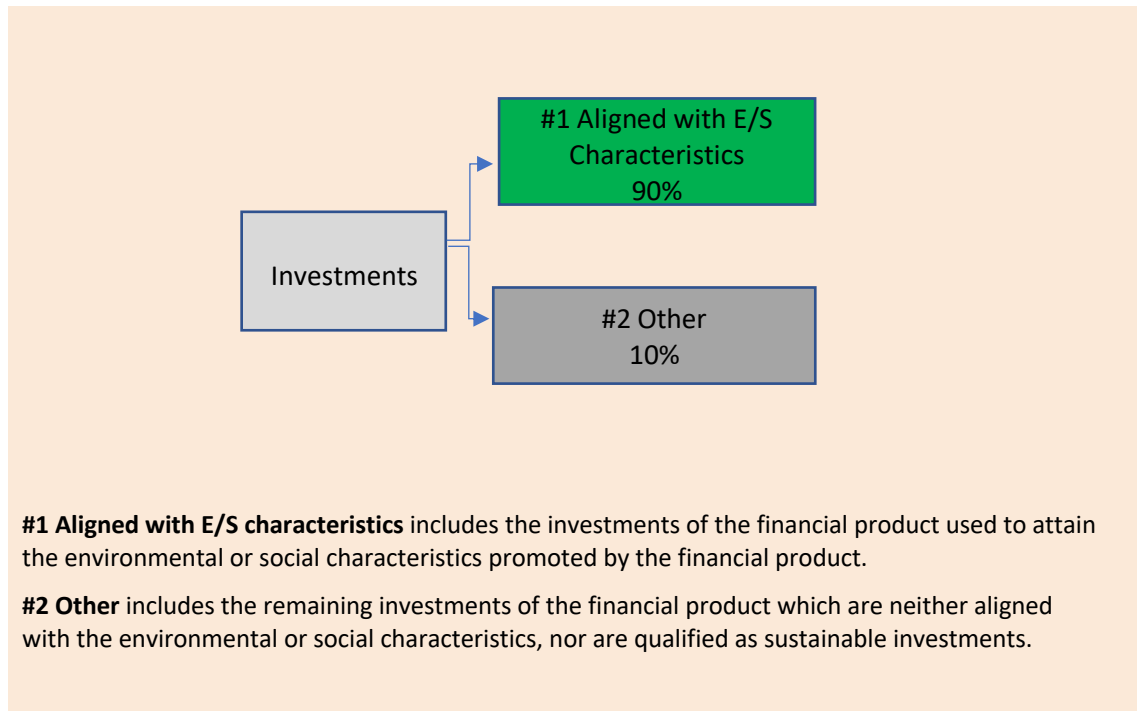 #1 Aligned with E/S
Characteristics
90%
Investments
#2 Other
10%
#1 Aligned with E/S characteristics includes the investments of the financial product used to attain
the environmental or social characteristics promoted by the financial product.
#2 Other includes the remaining investments of the financial product which are neither aligned
with the environmental or social characteristics, nor are qualified as sustainable investments.